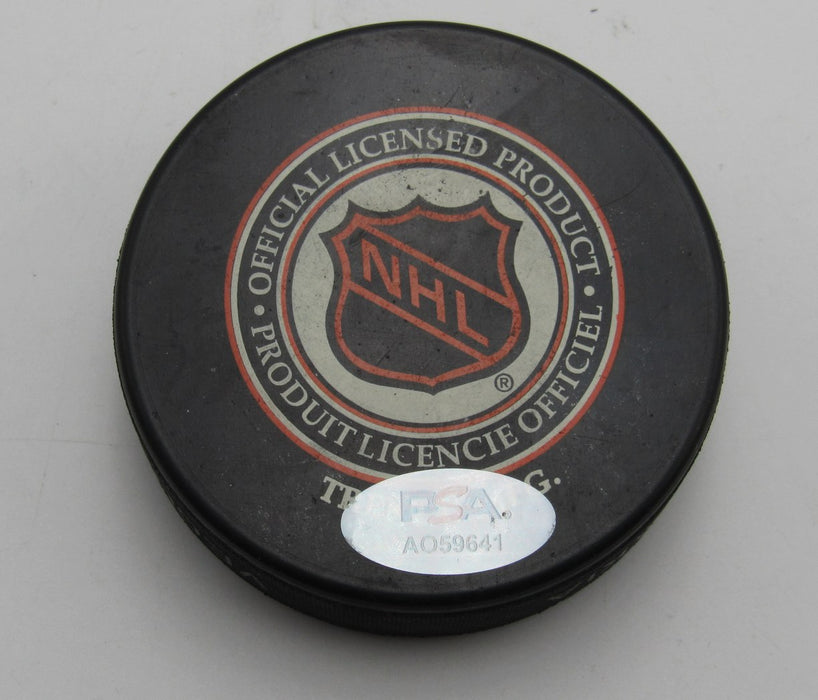 • OFFICIAL LICENSED PRODUCT •
NHL
®
PRODUIT LICENCIE OFFICIEL
PSA.
AO59641